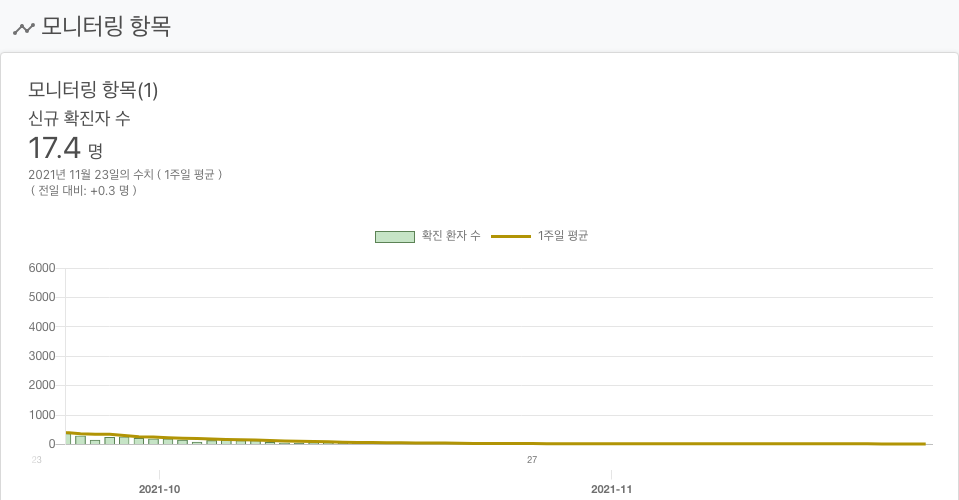 모니터링 항목
모니터링 항목(1)
신규 확진자 수
17.4 명
2021년 11월 23일의 수치 ( 1주일 평균 )
( 전일 대비: +0.3 명 )
확진 환자 수 1주일 평균
6000
5000
4000
3000
2000
1000
0
23 27
2021-10 2021-11